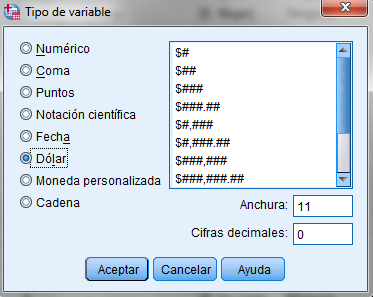 Tipo de variable
Numérico
Coma
Puntos
Notación científica
Fecha
Dólar
Moneda personalizada
Cadena
$#
$##
$###
$###.##
$#,###
$#,###.##
$###,###
$###,###.##
Anchura: 11
Cifras decimales: 0
Aceptar Cancelar Ayuda